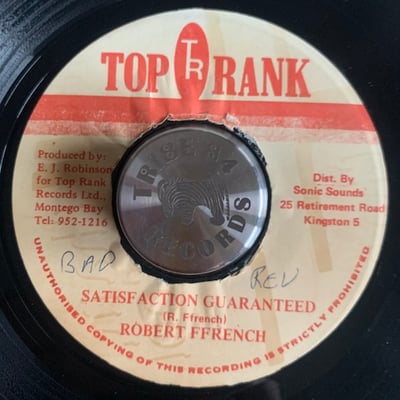 TOP TR RANK
Produced by:
E. J. Robinson
for Top Rank
Records Ltd.,
Montego Bay
Tel: 952-1216
TRIBE 84
RECORDS
Dist. By
Sonic Sounds
25 Retirement Road
Kingston 5
BAD
REV
SATISFACTION GUARANTEED
(R. Ffrench)
ROBERT FFRENCH
UNAUTHORISED COPYING OF THIS RECORDING IS STRICTLY PROHIBITED